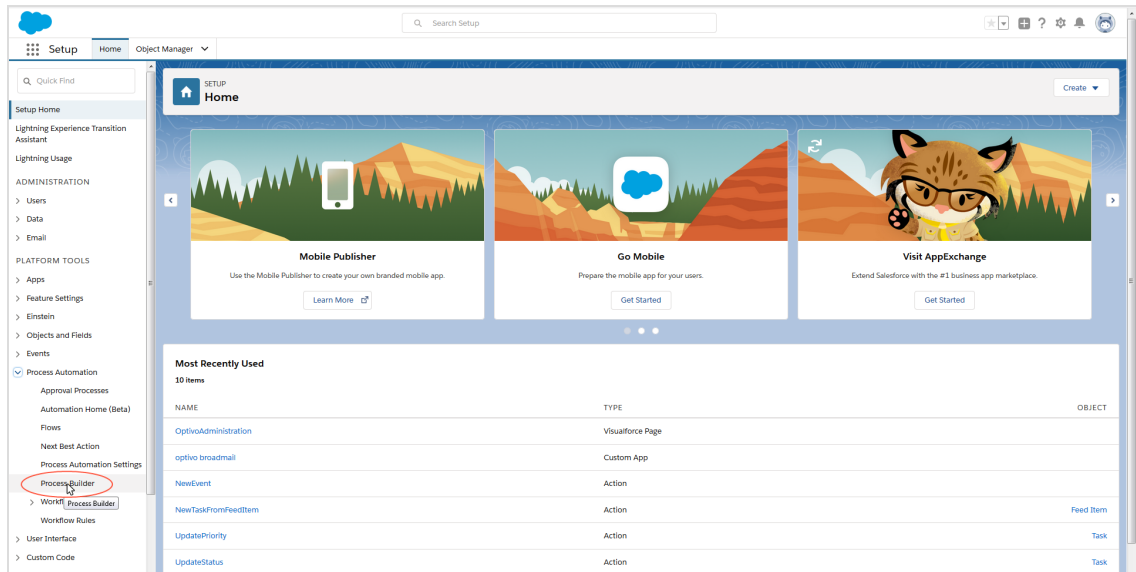 Search Setup
Setup
Home
Object Manager
Quick Find
Setup Home
Lightning Experience Transition
Assistant
Lightning Usage
ADMINISTRATION
Users
Data
Email
PLATFORM TOOLS
Apps
Feature Settings
Einstein
Objects and Fields
Events
Process Automation
Approval Processes
Automation Home (Beta)
Flows
Next Best Action
Process Automation Settings
Process Builder
Process Builder
Workflow Rules
User Interface
Custom Code
SETUP
Home
Create
Mobile Publisher
Use the Mobile Publisher to create your own branded mobile app.
Learn More
Go Mobile
Prepare the mobile app for your users.
Get Started
Visit AppExchange
Extend Salesforce with the #1 business app marketplace.
Get Started
Most Recently Used
10 items
NAME TYPE OBJECT
OptivoAdministration Visualforce Page
optivo broadmail Custom App
NewEvent Action
NewTaskFromFeedItem Action Feed Item
UpdatePriority Action Task
UpdateStatus Action Task